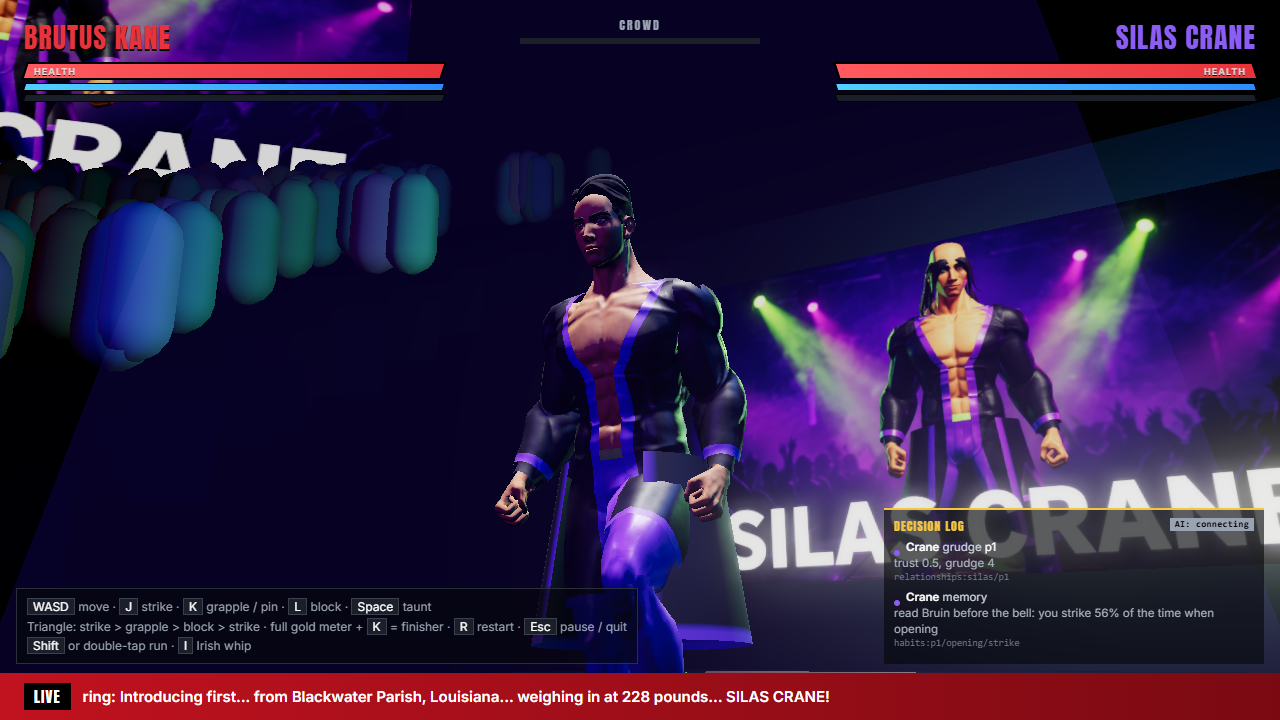 BRUTUS KANE
CROWD
SILAS CRANE
HEALTH
HEALTH
CRANE
SILAS CRANE
DECISION LOG
AI: connecting
Crane grudge p1
trust 0.5, grudge 4
relationships:silas/p1
Crane memory
read Bruin before the bell: you strike 56% of the time when
opening
habits:p1/opening/strike
WASD move · J strike · K grapple / pin · L block · Space taunt
Triangle: strike > grapple > block > strike · full gold meter + K = finisher · R restart · Esc pause / quit
Shift or double-tap run · I Irish whip
LIVE ring: Introducing first... from Blackwater Parish, Louisiana... weighing in at 228 pounds... SILAS CRANE!